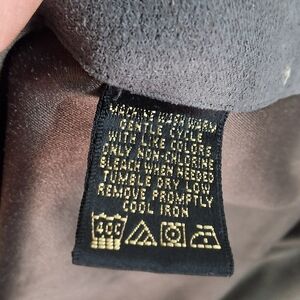 MACHINE WASH WARM
GENTLE CYCLE
WITH LIKE COLORS
ONLY NON-CHLORINE
BLEACH WHEN NEEDED
TUMBLE DRY LOW
REMOVE PROMPTLY
COOL IRON